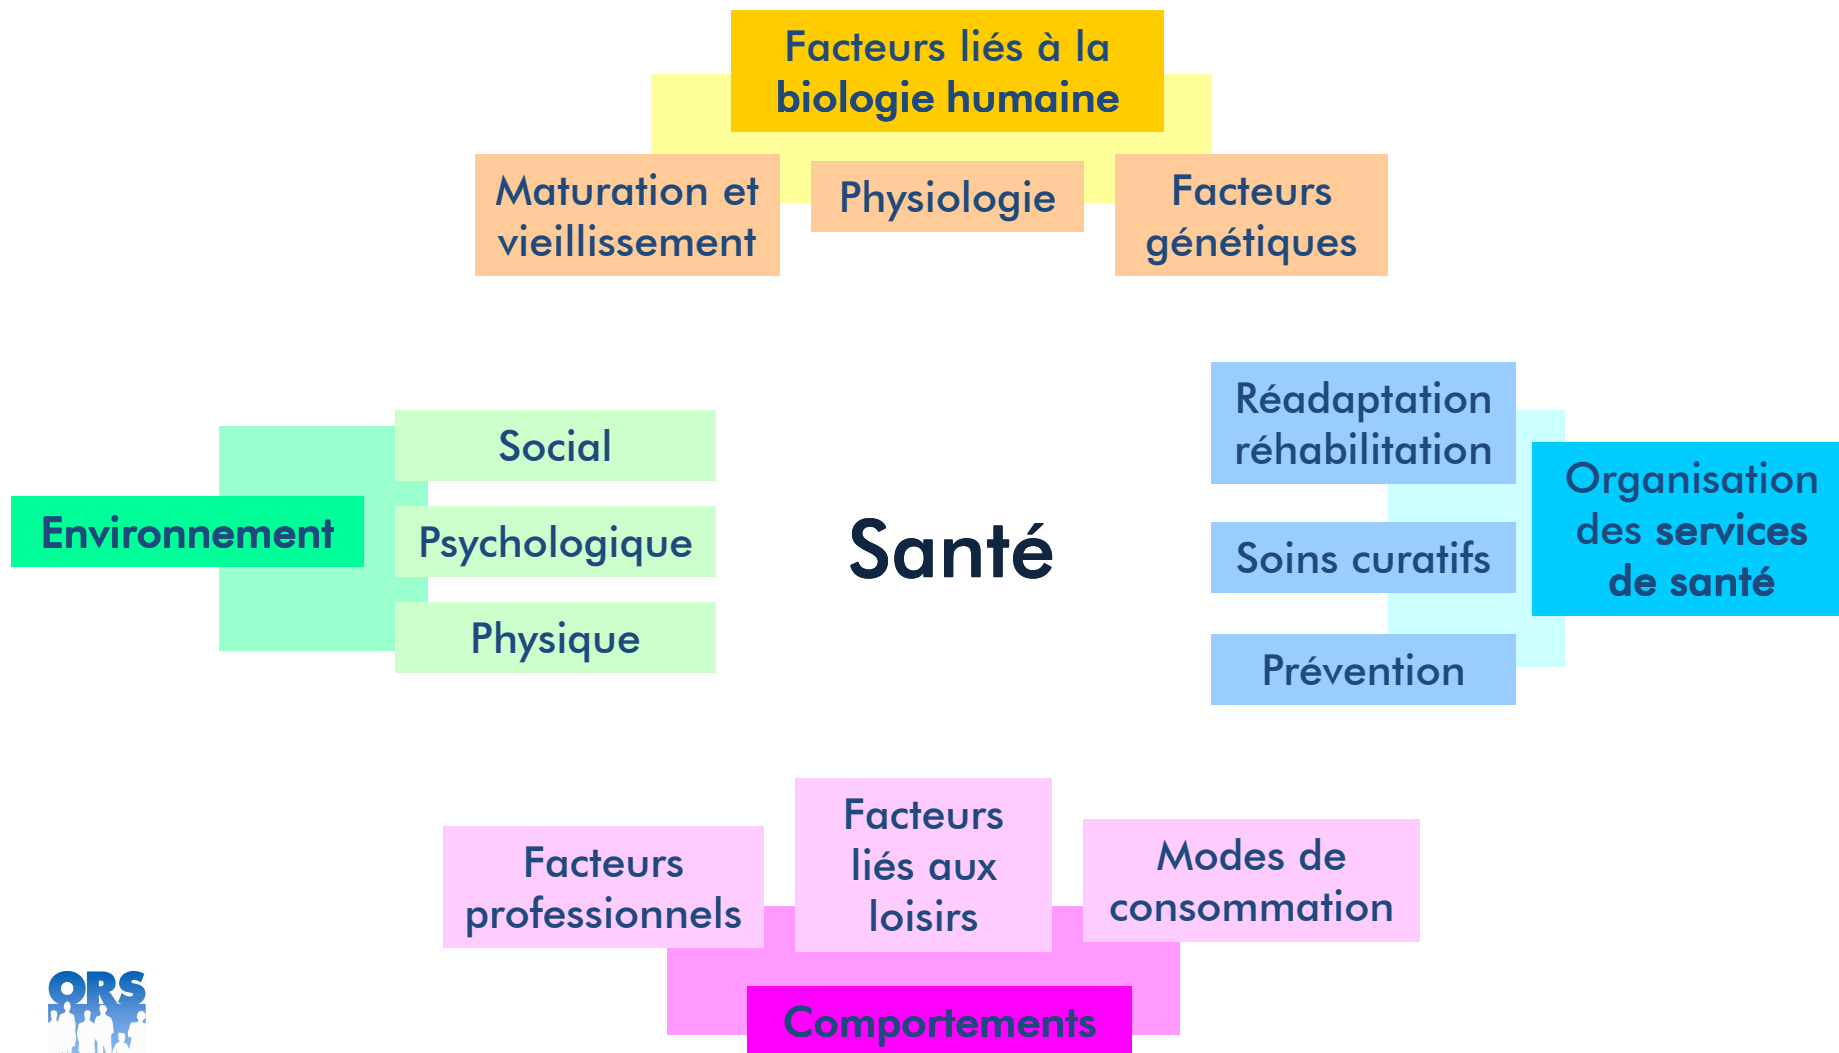 Facteurs liés à la
biologie humaine
Maturation et
vieillissement
Physiologie
Facteurs
génétiques
Environnement
Social
Psychologique
Physique
Santé
Réadaptation
réhabilitation
Soins curatifs
Prévention
Organisation
des services
de santé
Facteurs
professionnels
Facteurs
liés aux
loisirs
Modes de
consommation
Comportements
ORS